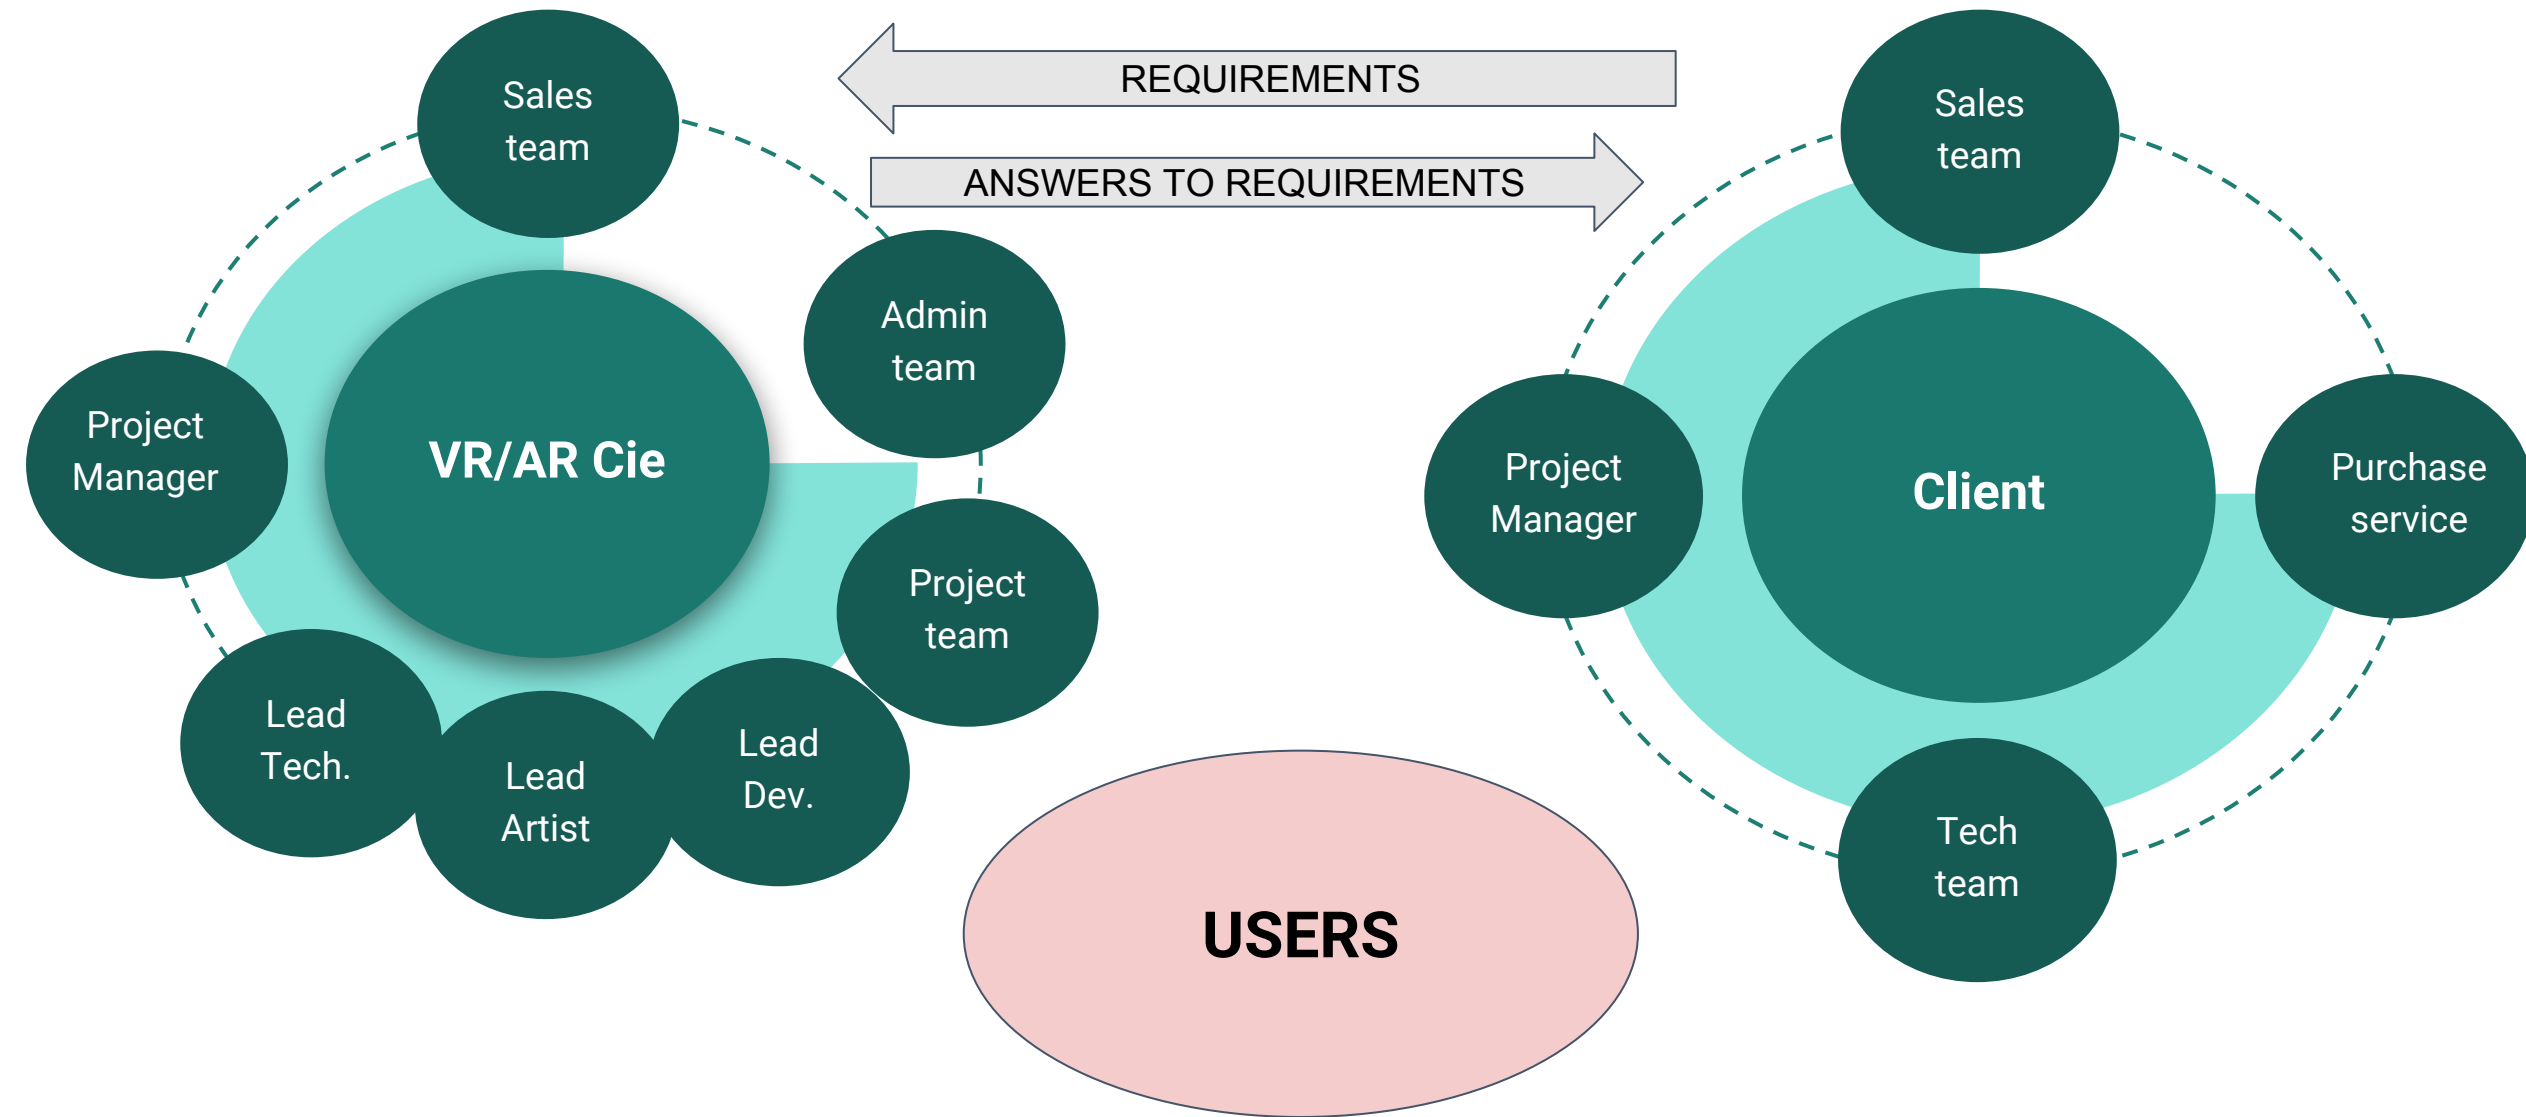 Sales
team
REQUIREMENTS
ANSWERS TO REQUIREMENTS
Sales
team
Admin
team
Project
Manager
VR/AR Cie
Project
team
Lead
Tech.
Lead
Artist
Lead
Dev.
Project
Manager
Client
Purchase
service
Tech
team
USERS